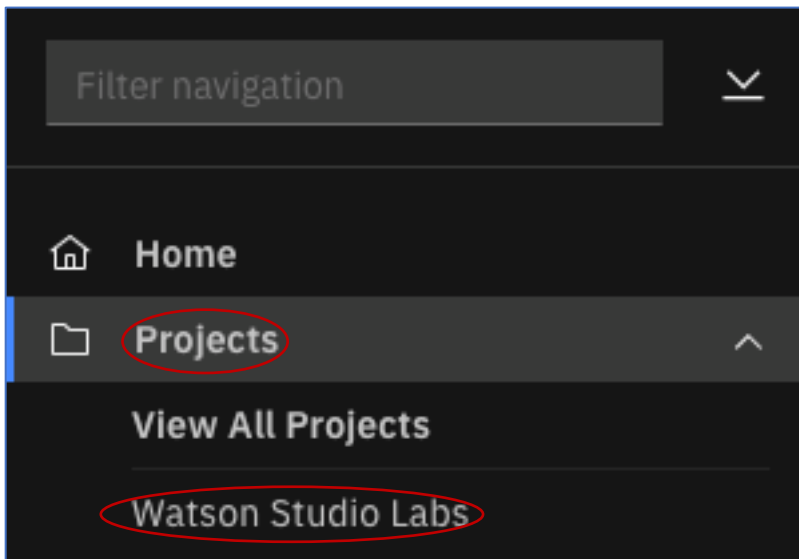 Filter navigation
Home
Projects
View All Projects
Watson Studio Labs